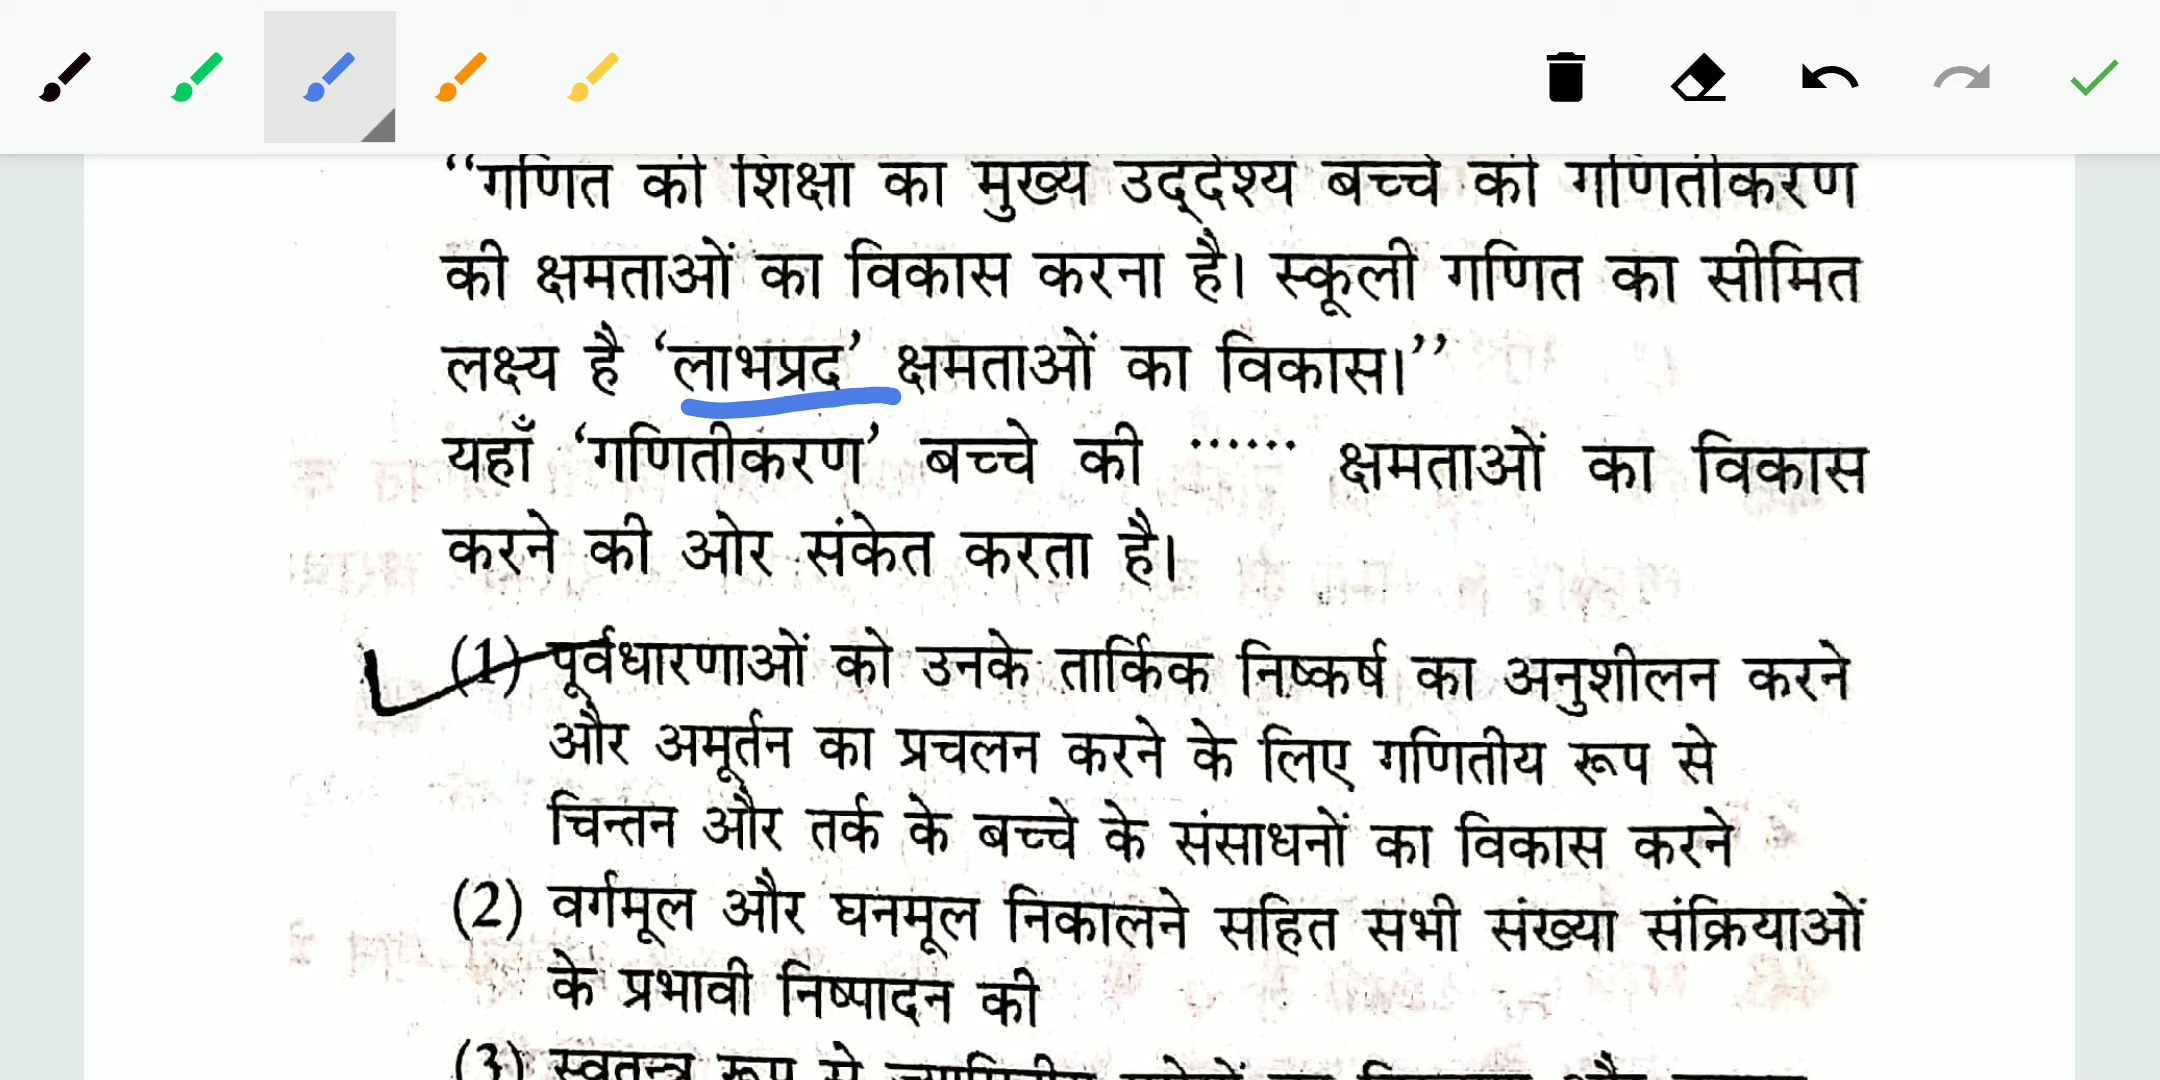 “गणित की शिक्षा का मुख्य उद्देश्य बच्चे की गणितीकरण
की क्षमताओं का विकास करना है। स्कूली गणित का सीमित
लक्ष्य है ‘लाभप्रद’ क्षमताओं का विकास।”
यहाँ ‘गणितीकरण’ बच्चे की ...... क्षमताओं का विकास
करने की ओर संकेत करता है।
(1) पूर्वधारणाओं को उनके तार्किक निष्कर्ष का अनुशीलन करने
और अमूर्तन का प्रचलन करने के लिए गणितीय रूप से
चिन्तन और तर्क के बच्चे के संसाधनों का विकास करने
(2) वर्गमूल और घनमूल निकालने सहित सभी संख्या संक्रियाओं
के प्रभावी निष्पादन की
(3) स्वतन्त्र रूप से